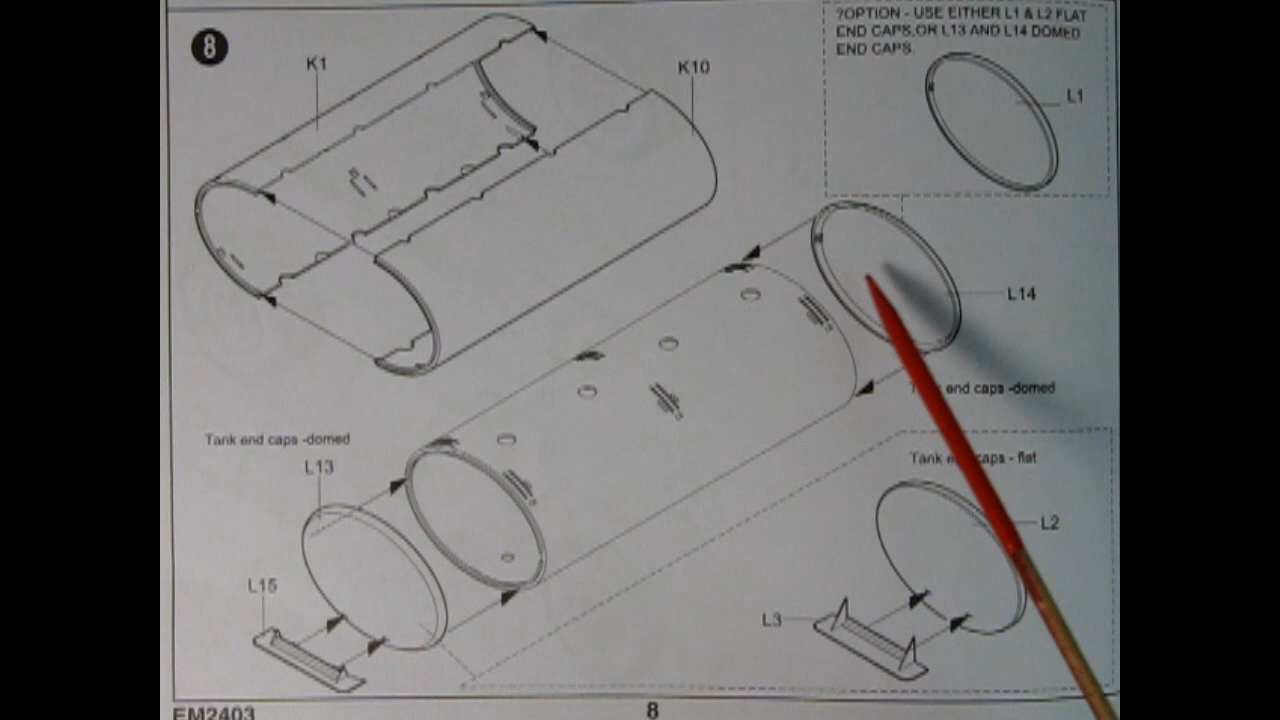 8
K1
K10
?OPTION - USE EITHER L1 & L2 FLAT
END CAPS,OR L13 AND L14 DOMED
END CAPS.
L1
L14
end caps -domed
Tank end caps -domed
L13
Tank caps - flat
L2
L15
L3
EM2403
8